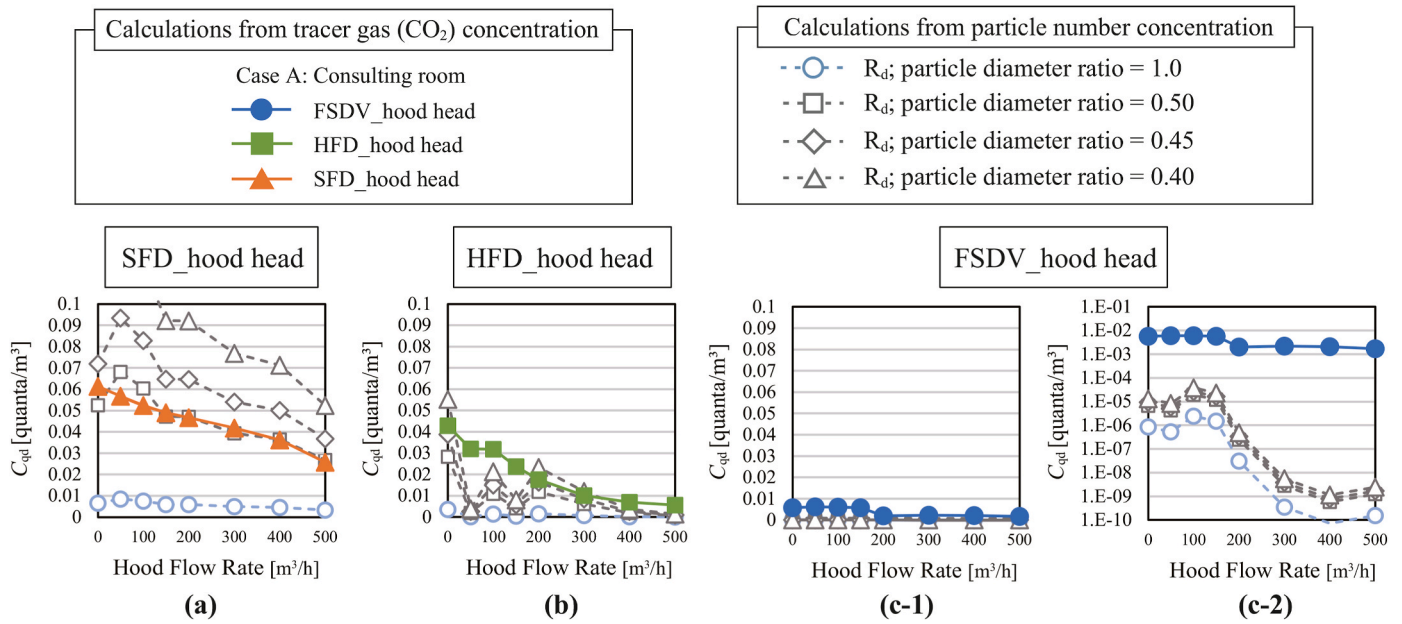 Calculations from tracer gas (CO₂) concentration
Case A: Consulting room
FSDV_hood head
HFD_hood head
SFD_hood head
Calculations from particle number concentration
R_d; particle diameter ratio = 1.0
R_d; particle diameter ratio = 0.50
R_d; particle diameter ratio = 0.45
R_d; particle diameter ratio = 0.40
SFD_hood head
C_qd [quanta/m³]
0.1
0.09
0.08
0.07
0.06
0.05
0.04
0.03
0.02
0.01
0
0 100 200 300 400 500
Hood Flow Rate [m³/h]
(a)
HFD_hood head
C_qd [quanta/m³]
0.1
0.09
0.08
0.07
0.06
0.05
0.04
0.03
0.02
0.01
0
0 100 200 300 400 500
Hood Flow Rate [m³/h]
(b)
FSDV_hood head
C_qd [quanta/m³]
0.1
0.09
0.08
0.07
0.06
0.05
0.04
0.03
0.02
0.01
0
0 100 200 300 400 500
Hood Flow Rate [m³/h]
(c-1)
C_qd [quanta/m³]
1.E-01
1.E-02
1.E-03
1.E-04
1.E-05
1.E-06
1.E-07
1.E-08
1.E-09
1.E-10
0 100 200 300 400 500
Hood Flow Rate [m³/h]
(c-2)